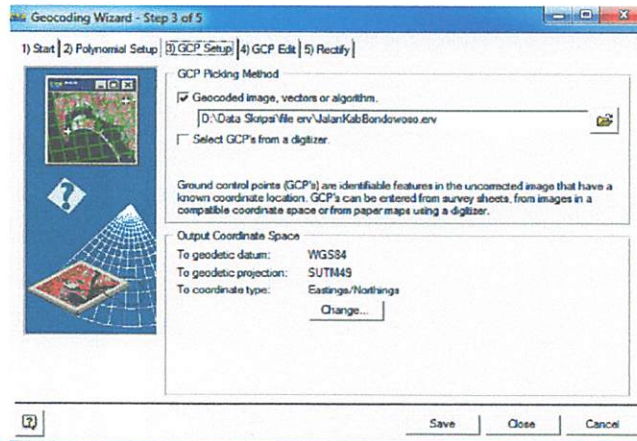 Geocoding Wizard - Step 3 of 5
1) Start 2) Polynomial Setup 3) GCP Setup 4) GCP Edit 5) Rectify
GCP Picking Method
Geocoded image, vectors or algorithm.
D:\Data Skripsi\file erv\JalanKabBondowoso.erv
Select GCP's from a digitizer.
Ground control points (GCP's) are identifiable features in the uncorrected image that have a
known coordinate location. GCP's can be entered from survey sheets, from images in a
compatible coordinate space or from paper maps using a digitizer.
Output Coordinate Space
To geodetic datum: WGS84
To geodetic projection: SUTM49
To coordinate type: Eastings/Northings
Change...
Save Close Cancel